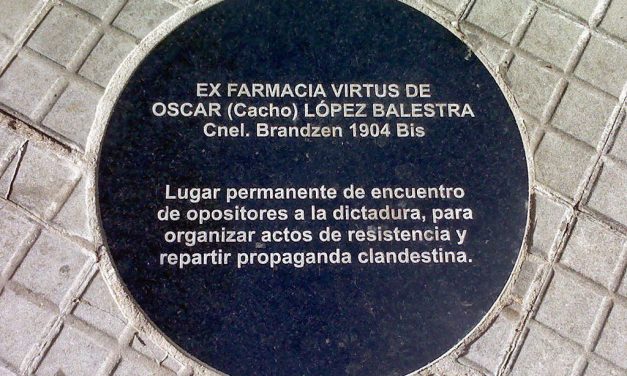 EX FARMACIA VIRTUS DE
OSCAR (Cacho) LÓPEZ BALESTRA
Cnel. Brandzen 1904 Bis
Lugar permanente de encuentro
de opositores a la dictadura, para
organizar actos de resistencia y
repartir propaganda clandestina.